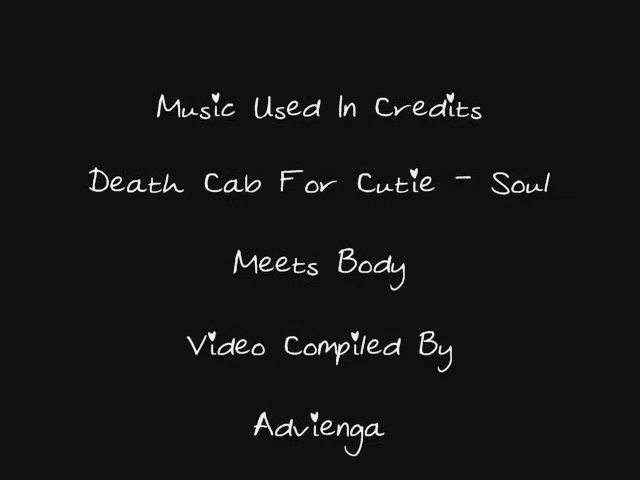 Music Used In Credits
Death Cab For Cutie - Soul
Meets Body
Video Compiled By
Advienga